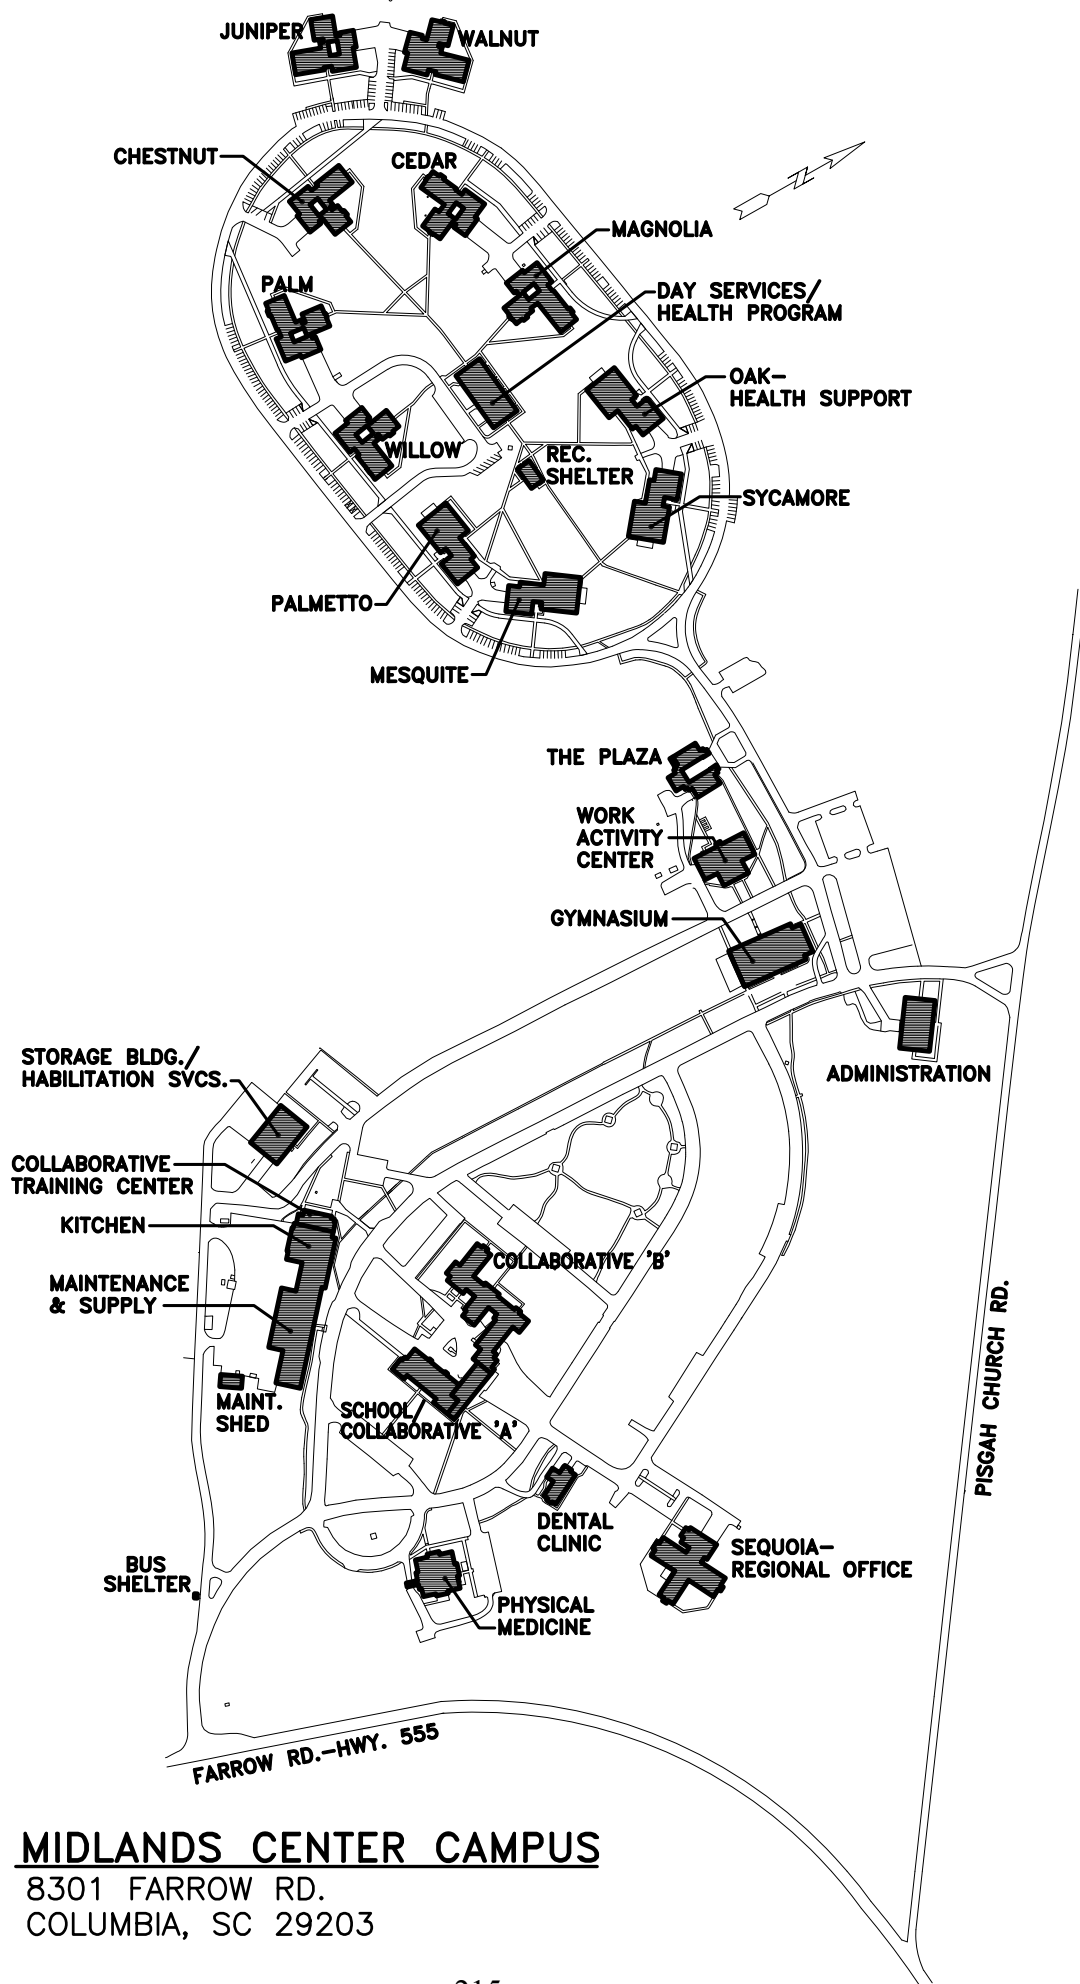 JUNIPER
WALNUT
CHESTNUT
CEDAR
N
MAGNOLIA
PALM
DAY SERVICES/
HEALTH PROGRAM
OAK-
HEALTH SUPPORT
WILLOW
REC.
SHELTER
SYCAMORE
PALMETTO
MESQUITE
THE PLAZA
WORK
ACTIVITY
CENTER
GYMNASIUM
ADMINISTRATION
STORAGE BLDG./
HABILITATION SVCS.
COLLABORATIVE
TRAINING CENTER
KITCHEN
COLLABORATIVE 'B'
MAINTENANCE
& SUPPLY
PISGAH CHURCH RD.
MAINT.
SHED
SCHOOL
COLLABORATIVE 'A'
DENTAL
CLINIC
SEQUOIA-
REGIONAL OFFICE
BUS
SHELTER
PHYSICAL
MEDICINE
FARROW RD.-HWY. 555
MIDLANDS CENTER CAMPUS
8301 FARROW RD.
COLUMBIA, SC 29203